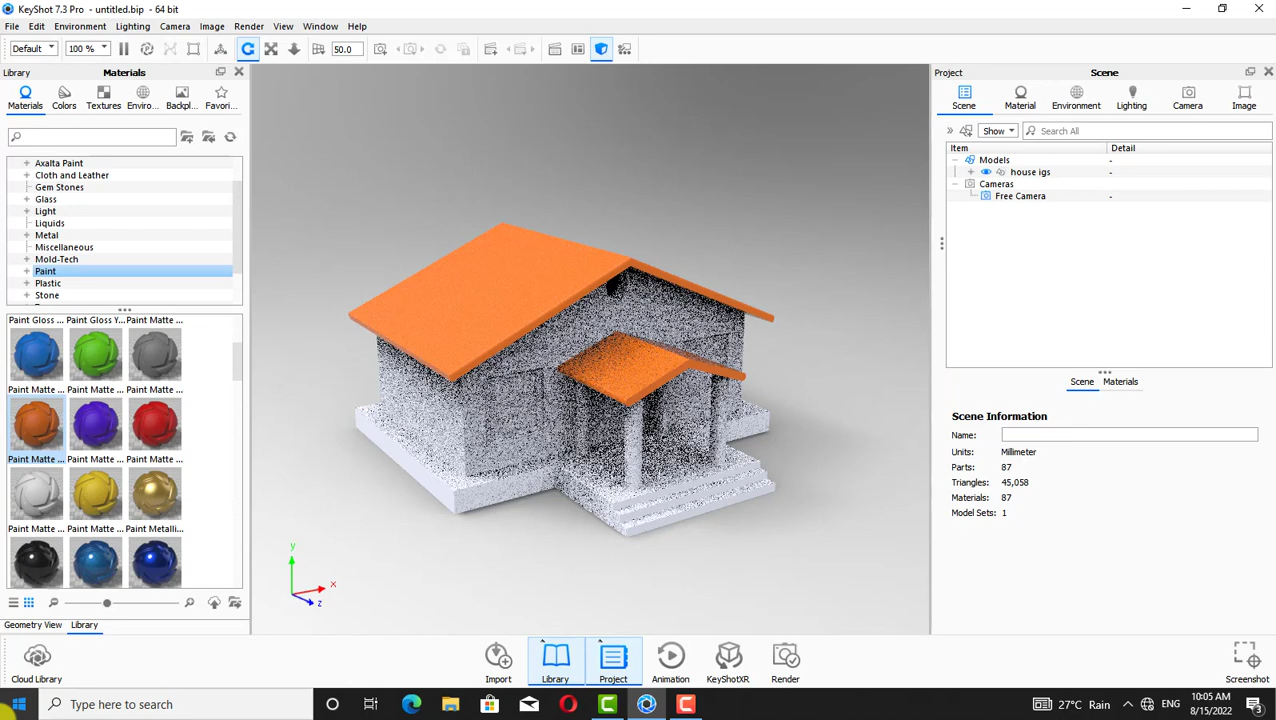 KeyShot 7.3 Pro - untitled.bip - 64 bit
File Edit Environment Lighting Camera Image Render View Window Help
Default 100 % 50.0
Library Materials
Project Scene
Materials Colors Textures Enviro... Backpl... Favori...
Scene Material Environment Lighting Camera Image
Show Search All
Item Detail
Models -
house igs -
Cameras
Free Camera -
Axalta Paint
Cloth and Leather
Gem Stones
Glass
Light
Liquids
Metal
Miscellaneous
Mold-Tech
Paint
Plastic
Stone
Paint Gloss ... Paint Gloss Y... Paint Matte ...
Paint Matte ... Paint Matte ... Paint Matte ...
Paint Matte ... Paint Matte ... Paint Matte ...
Paint Matte ... Paint Matte ... Paint Metalli...
Scene Materials
Scene Information
Name:
Units: Millimeter
Parts: 87
Triangles: 45,058
Materials: 87
Model Sets: 1
y
x
z
Geometry View Library
Cloud Library Import Library Project Animation KeyShotXR Render Screenshot
Type here to search
27°C Rain ENG
10:05 AM
8/15/2022
3